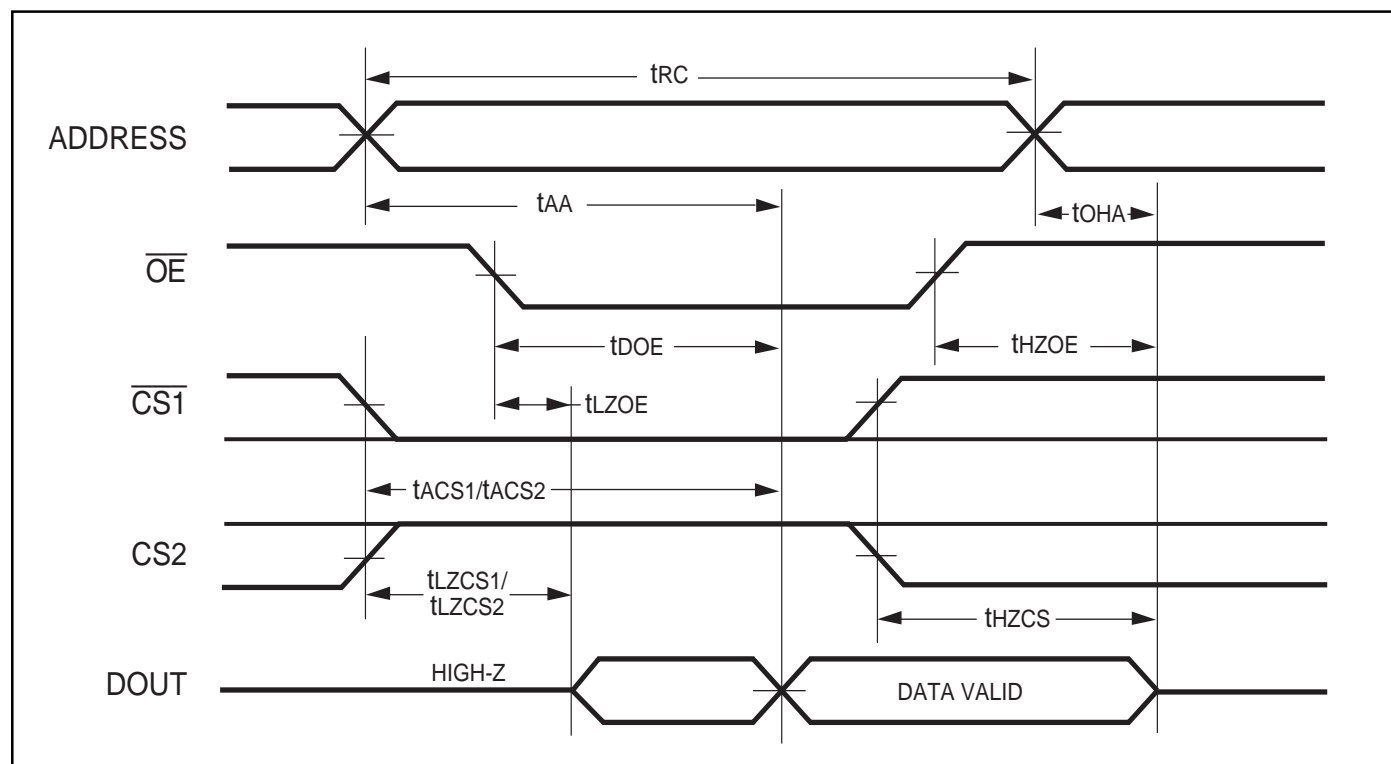 tRC
ADDRESS
tAA
tOHA
OE
tDOE
tHZOE
CS1
tLZOE
tACS1/tACS2
CS2
tLZCS1/
tLZCS2
tHZCS
DOUT
HIGH-Z
DATA VALID